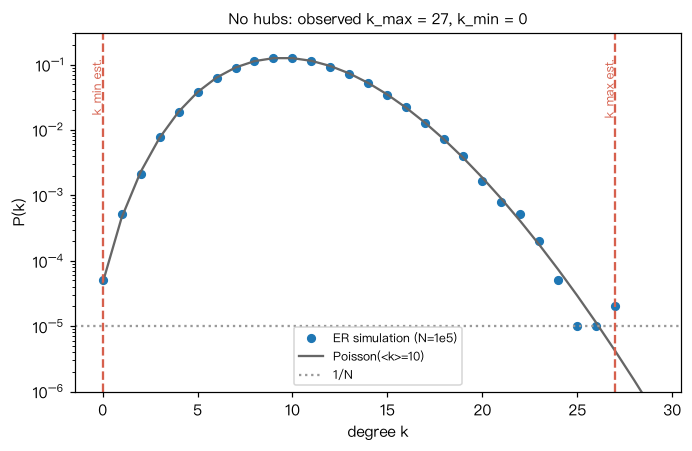 No hubs: observed k_max = 27, k_min = 0
P(k)
10⁻¹
10⁻²
10⁻³
10⁻⁴
10⁻⁵
10⁻⁶
k_min est.
k_max est.
ER simulation (N=1e5)
Poisson(<k>=10)
1/N
0 5 10 15 20 25 30
degree k